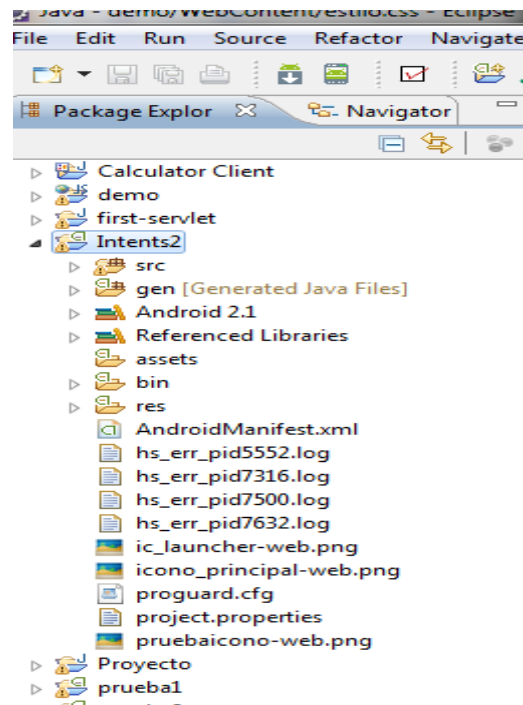 Java - demo/WebContent/estilo.css - Eclipse
File Edit Run Source Refactor Navigate
Package Explor Navigator
Calculator Client
demo
first-servlet
Intents2
src
gen [Generated Java Files]
Android 2.1
Referenced Libraries
assets
bin
res
AndroidManifest.xml
hs_err_pid5552.log
hs_err_pid7316.log
hs_err_pid7500.log
hs_err_pid7632.log
ic_launcher-web.png
icono_principal-web.png
proguard.cfg
project.properties
pruebaicono-web.png
Proyecto
prueba1